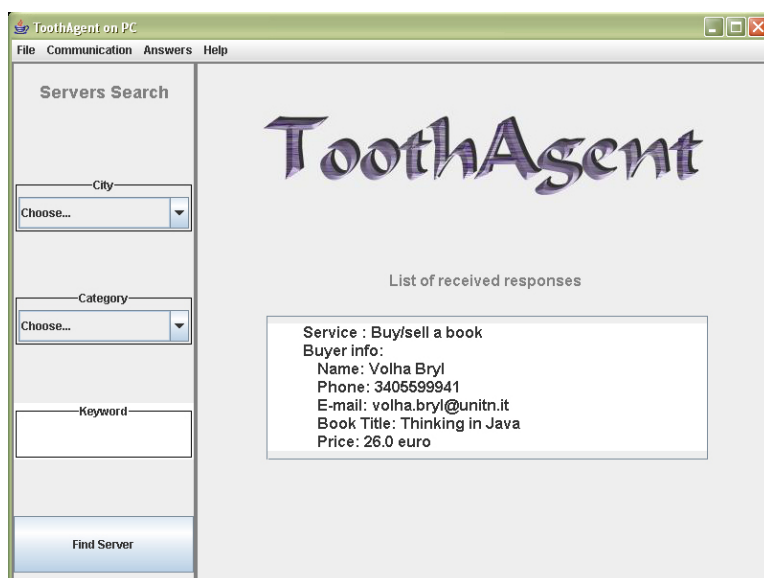 ToothAgent on PC
File Communication Answers Help
Servers Search
City
Choose...
Category
Choose...
Keyword
Find Server
ToothAgent
List of received responses
Service : Buy/sell a book
Buyer info:
Name: Volha Bryl
Phone: 3405599941
E-mail: volha.bryl@unitn.it
Book Title: Thinking in Java
Price: 26.0 euro